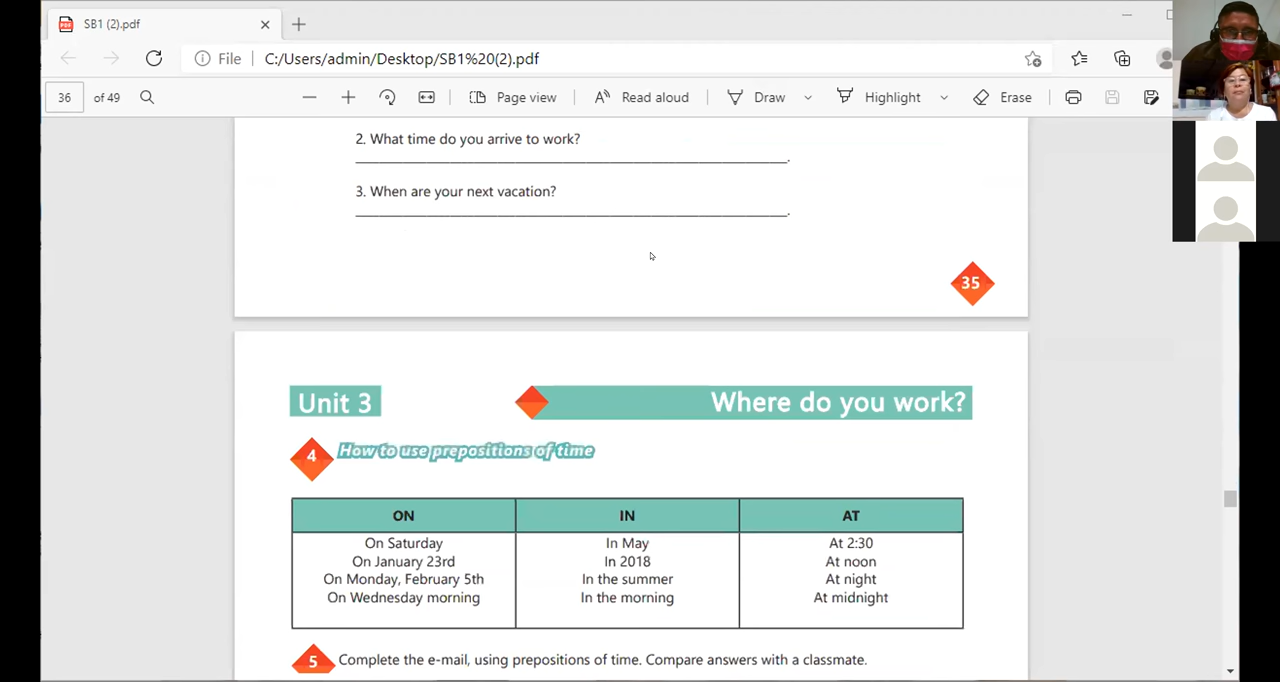 SB1 (2).pdf
File C:/Users/admin/Desktop/SB1%20(2).pdf
36 of 49 Page view Read aloud Draw Highlight Erase
2. What time do you arrive to work?
3. When are your next vacation?
35
Unit 3 Where do you work?
4 How to use prepositions of time
ON IN AT
On Saturday In May At 2:30
On January 23rd In 2018 At noon
On Monday, February 5th In the summer At night
On Wednesday morning In the morning At midnight
5 Complete the e-mail, using prepositions of time. Compare answers with a classmate.